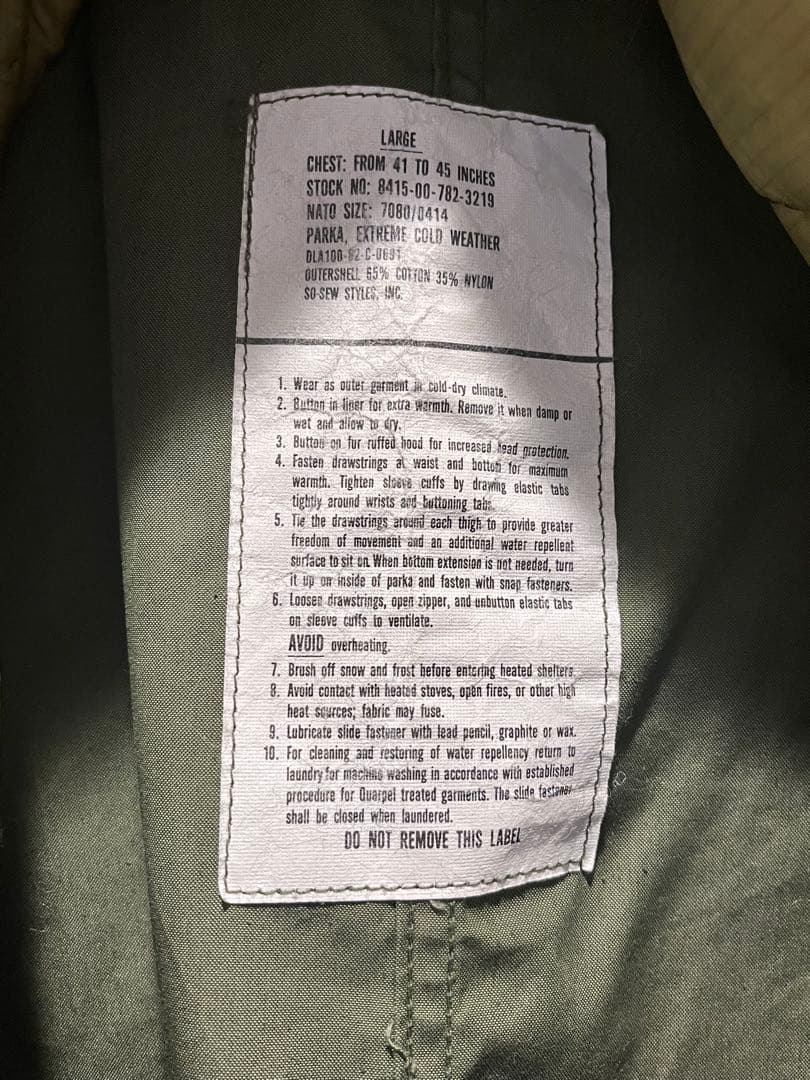 LARGE
CHEST: FROM 41 TO 45 INCHES
STOCK NO: 8415-00-782-3219
NATO SIZE: 7080/0414
PARKA, EXTREME COLD WEATHER
OUTERSHELL 65% COTTON 35% NYLON
SO-SEW STYLES, INC.
1. Wear as outer garment in cold-dry climate.
2. Button in liner for extra warmth. Remove it when damp or
wet and allow to dry.
3. Button on fur ruffed hood for increased head protection.
4. Fasten drawstrings at waist and bottom for maximum
warmth. Tighten sleeve cuffs by drawing elastic tabs
tightly around wrists and buttoning tabs.
5. Tie the drawstrings around each thigh to provide greater
freedom of movement and an additional water repellent
surface to sit on. When bottom extension is not needed, turn
it up on inside of parka and fasten with snap fasteners.
6. Loosen drawstrings, open zipper, and unbutton elastic tabs
on sleeve cuffs to ventilate.
AVOID overheating.
7. Brush off snow and frost before entering heated shelters.
8. Avoid contact with heated stoves, open fires, or other high
heat sources; fabric may fuse.
9. Lubricate slide fastener with lead pencil, graphite or wax.
10. For cleaning and restoring of water repellency return to
laundry for machine washing in accordance with established
procedure for Quarpel treated garments. The slide fastener
shall be closed when laundered.
DO NOT REMOVE THIS LABEL